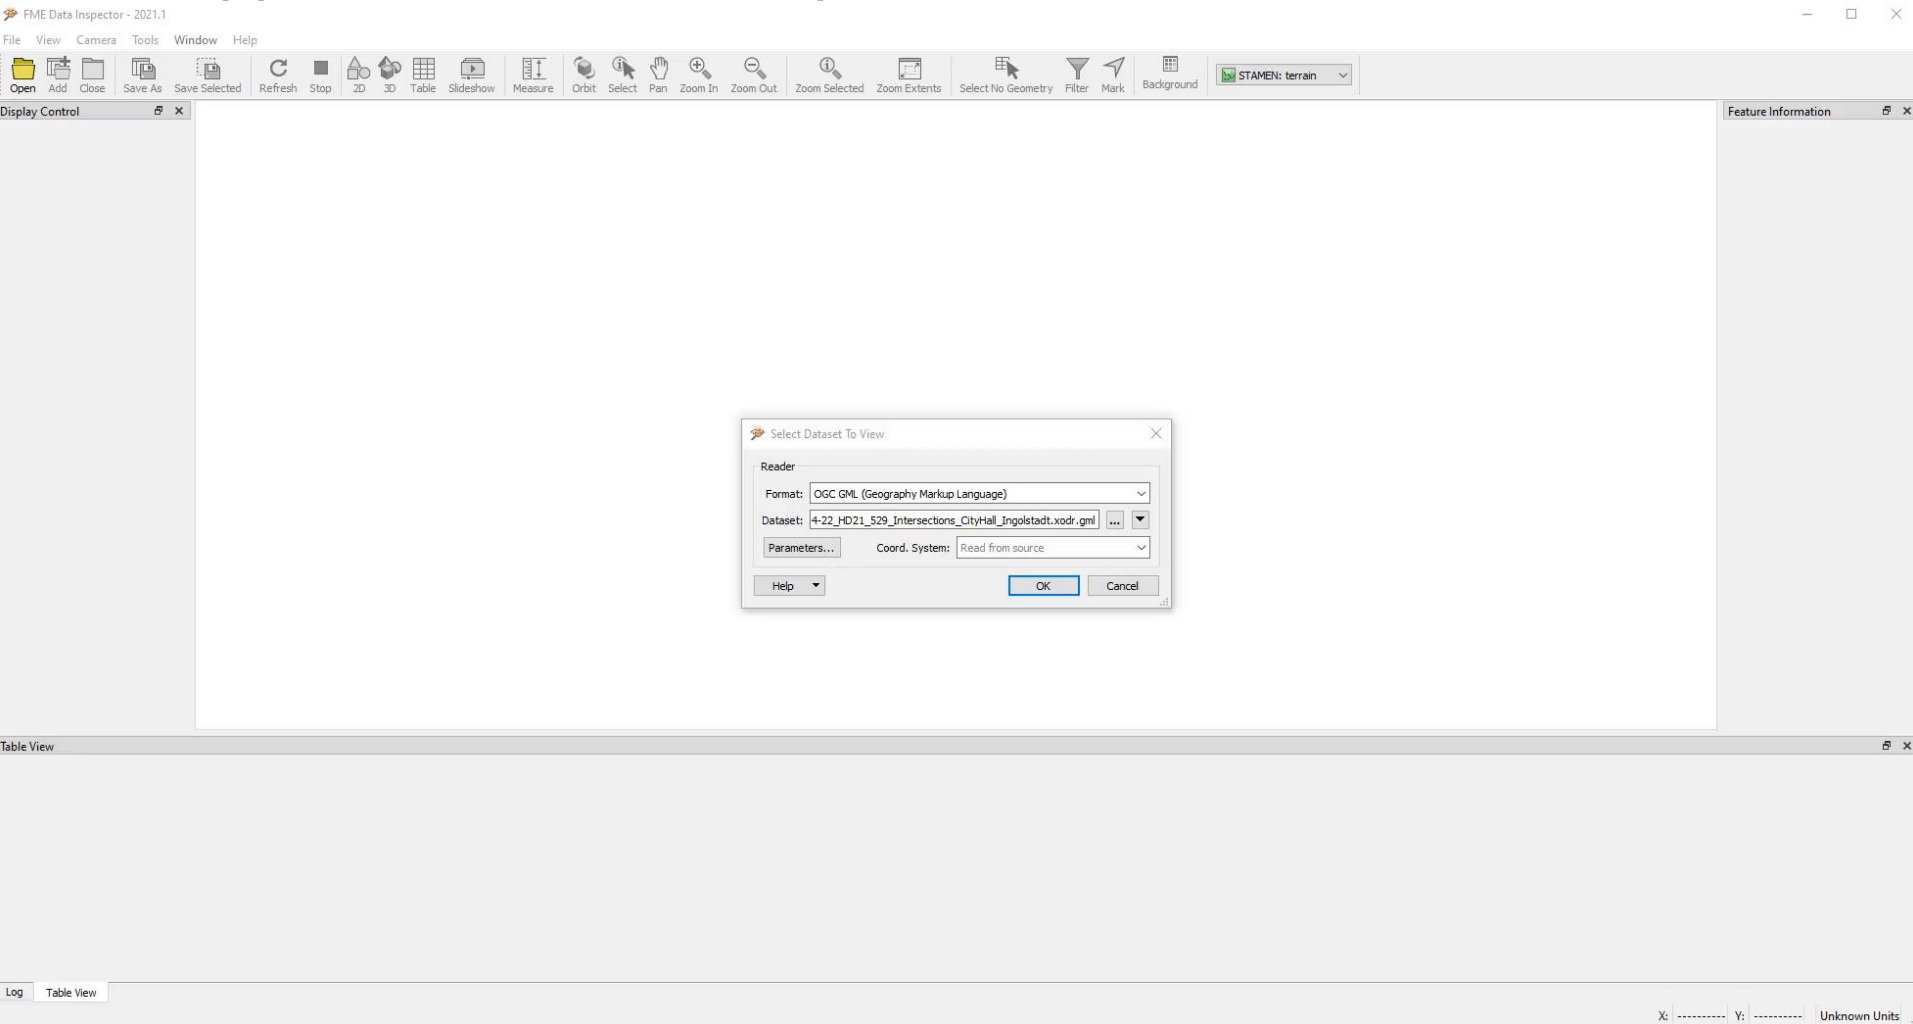 FME Data Inspector - 2021.1
File View Camera Tools Window Help
Open Add Close Save As Save Selected Refresh Stop 2D 3D Table Slideshow Measure Orbit Select Pan Zoom In Zoom Out Zoom Selected Zoom Extents Select No Geometry Filter Mark Background STAMEN: terrain
Display Control
Feature Information
Select Dataset To View
Reader
Format: OGC GML (Geography Markup Language)
Dataset: 4-22_HD21_529_Intersections_CityHall_Ingolstadt.xodr.gml ...
Parameters... Coord. System: Read from source
Help OK Cancel
Table View
Log Table View
X: ---------- Y: ---------- Unknown Units